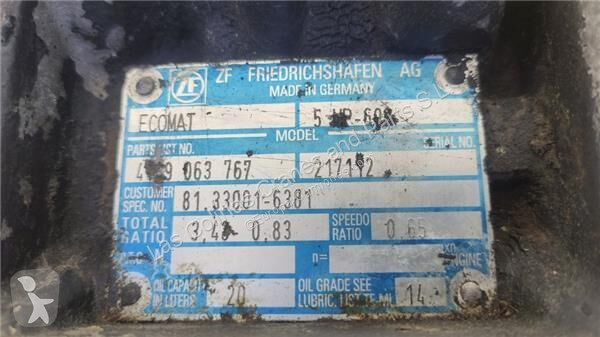 ZF FRIEDRICHSHAFEN AG
MADE IN GERMANY
ECOMAT
MODEL
PARTS LIST NO. SERIAL NO.
063 767 217112
CUSTOMER SPEC. NO. 81.33001-6381
TOTAL RATIO 0,83 SPEEDO RATIO 0,65
n= ENGINE
OIL CAPACITY IN LITERS 20 OIL GRADE SEE LUBRIC. LIST TE-ML 14